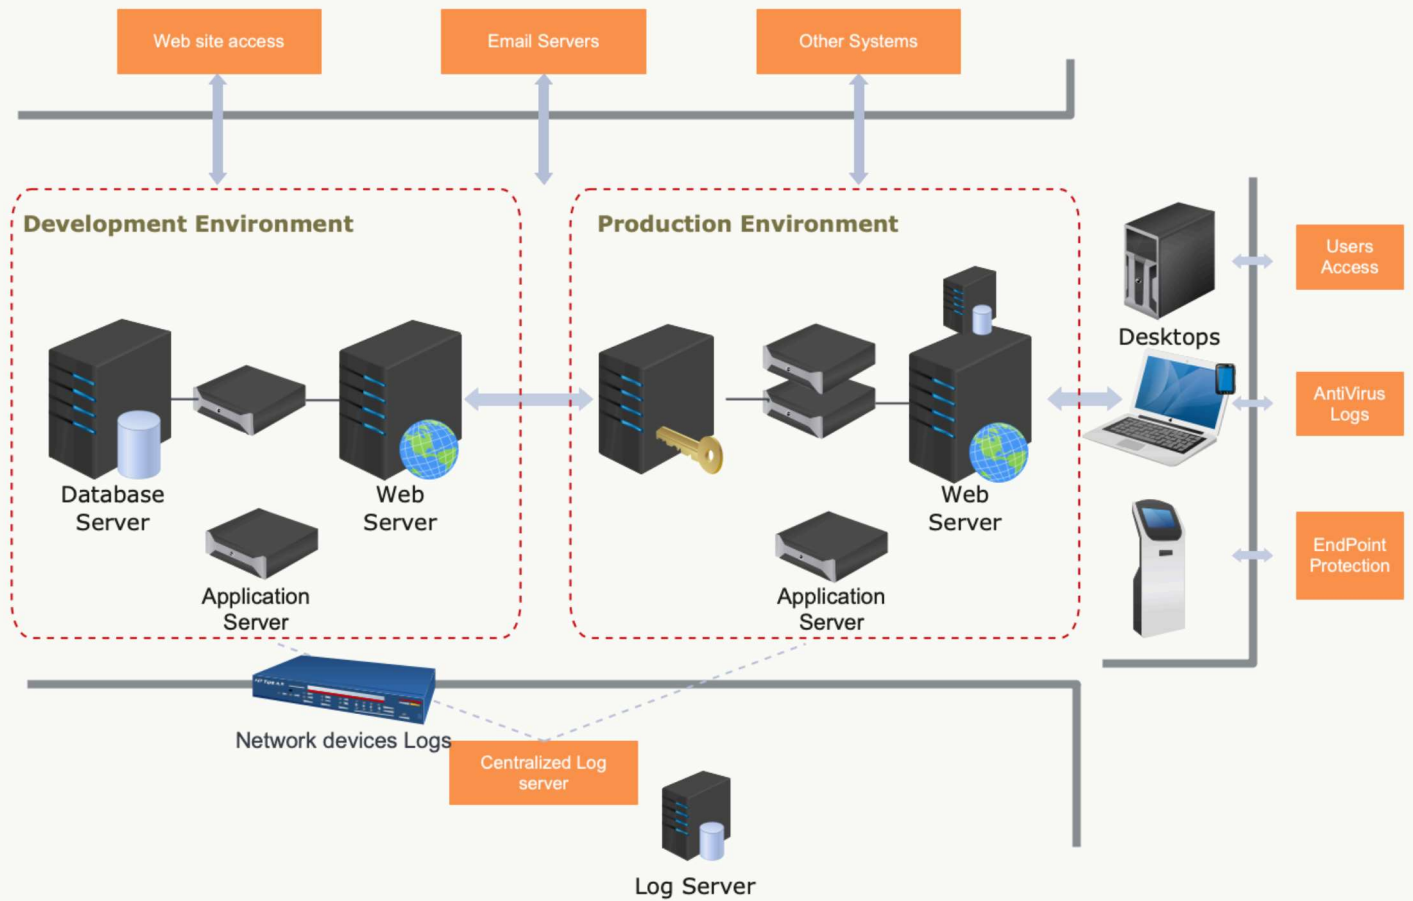 Web site access
Email Servers
Other Systems
Development Environment
Production Environment
Users
Access
Desktops
AntiVirus
Logs
Database
Server
Web
Server
Web
Server
EndPoint
Protection
Application
Server
Application
Server
Network devices Logs
Centralized Log
server
Log Server